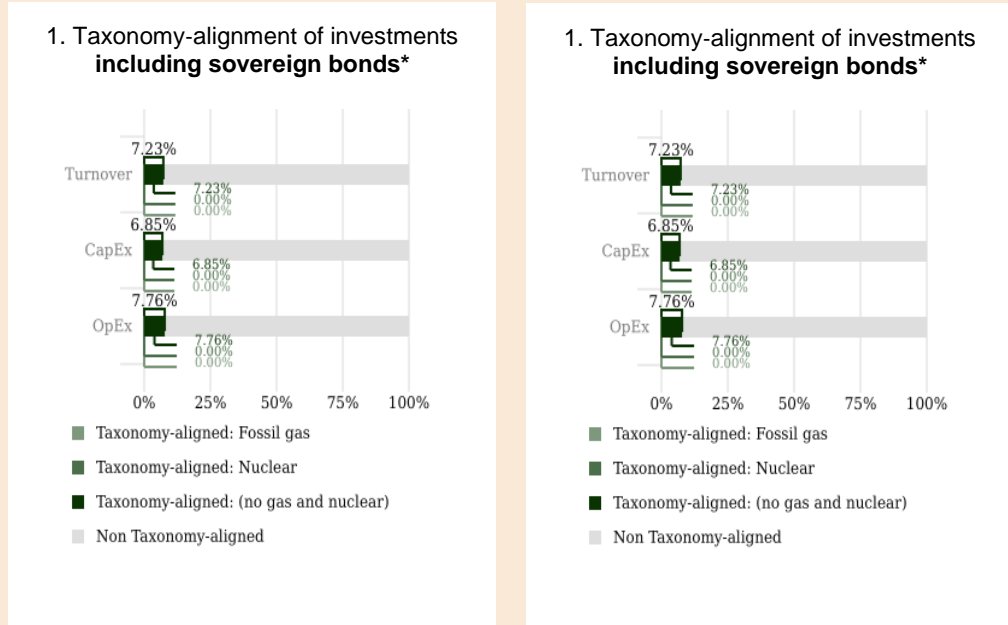 1. Taxonomy-alignment of investments
including sovereign bonds*
7.23%
Turnover
7.23%
0.00%
0.00%
6.85%
CapEx
6.85%
0.00%
0.00%
7.76%
OpEx
7.76%
0.00%
0.00%
0% 25% 50% 75% 100%
Taxonomy-aligned: Fossil gas
Taxonomy-aligned: Nuclear
Taxonomy-aligned: (no gas and nuclear)
Non Taxonomy-aligned
1. Taxonomy-alignment of investments
including sovereign bonds*
7.23%
Turnover
7.23%
0.00%
0.00%
6.85%
CapEx
6.85%
0.00%
0.00%
7.76%
OpEx
7.76%
0.00%
0.00%
0% 25% 50% 75% 100%
Taxonomy-aligned: Fossil gas
Taxonomy-aligned: Nuclear
Taxonomy-aligned: (no gas and nuclear)
Non Taxonomy-aligned